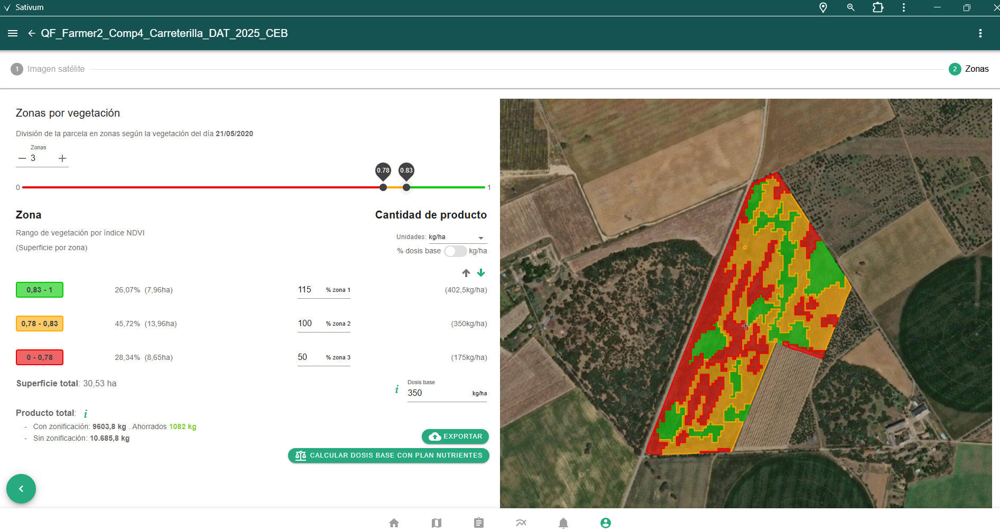 Sativum
QF_Farmer2_Comp4_Carreterilla_DAT_2025_CEB
1 Imagen satélite
2 Zonas
Zonas por vegetación
División de la parcela en zonas según la vegetación del día 21/05/2020
Zonas
3
0.78 0.83
0 1
Zona Cantidad de producto
Rango de vegetación por índice NDVI
(Superficie por zona)
Unidades: kg/ha
% dosis base kg/ha
0,83 - 1 26,07% (7,96ha) 115 % zona 1 (402,5kg/ha)
0,78 - 0,83 45,72% (13,96ha) 100 % zona 2 (350kg/ha)
0 - 0,78 28,34% (8,65ha) 50 % zona 3 (175kg/ha)
Superficie total: 30,53 ha
Dosis base
i 350 kg/ha
Producto total: i
- Con zonificación: 9603,8 kg . Ahorrados 1082 kg
- Sin zonificación: 10.685,8 kg
EXPORTAR
CALCULAR DOSIS BASE CON PLAN NUTRIENTES